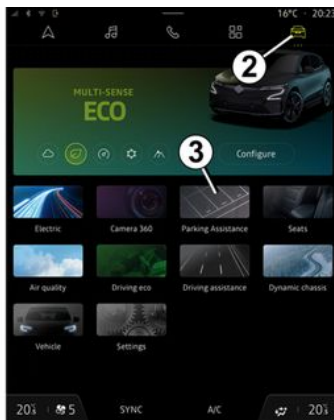 16°C 20:23
2
MULTI-SENSE
ECO
3
Configure
Electric Camera 360 Parking Assistance Seats
Air quality Driving eco Driving assistance Dynamic chassis
Vehicle Settings
5 SYNC A/C